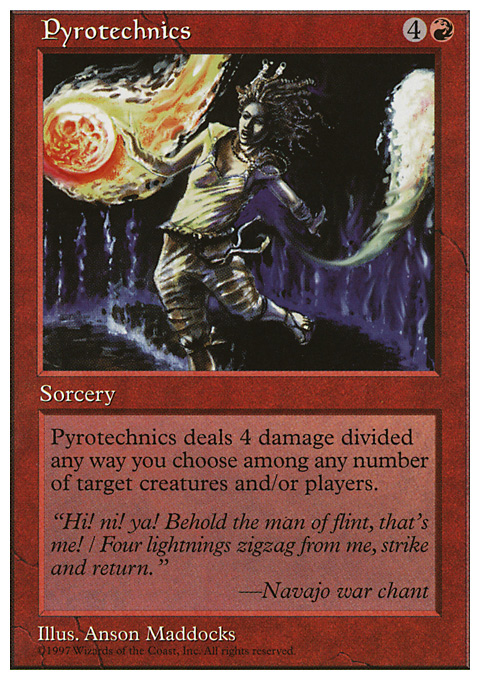 Pyrotechnics 4
Sorcery
Pyrotechnics deals 4 damage divided
any way you choose among any number
of target creatures and/or players.
“Hi! ni! ya! Behold the man of flint, that’s
me! / Four lightnings zigzag from me, strike
and return.”
—Navajo war chant
Illus. Anson Maddocks
©1997 Wizards of the Coast, Inc. All rights reserved.